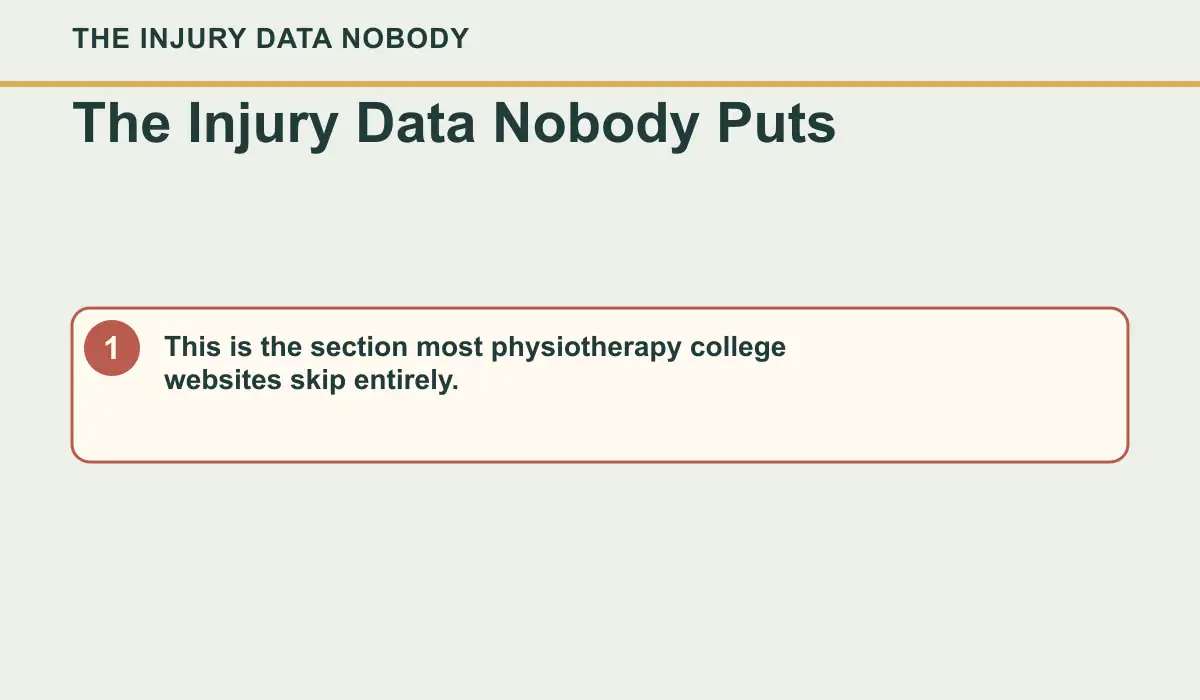 THE INJURY DATA NOBODY
The Injury Data Nobody Puts
1
This is the section most physiotherapy college
websites skip entirely.